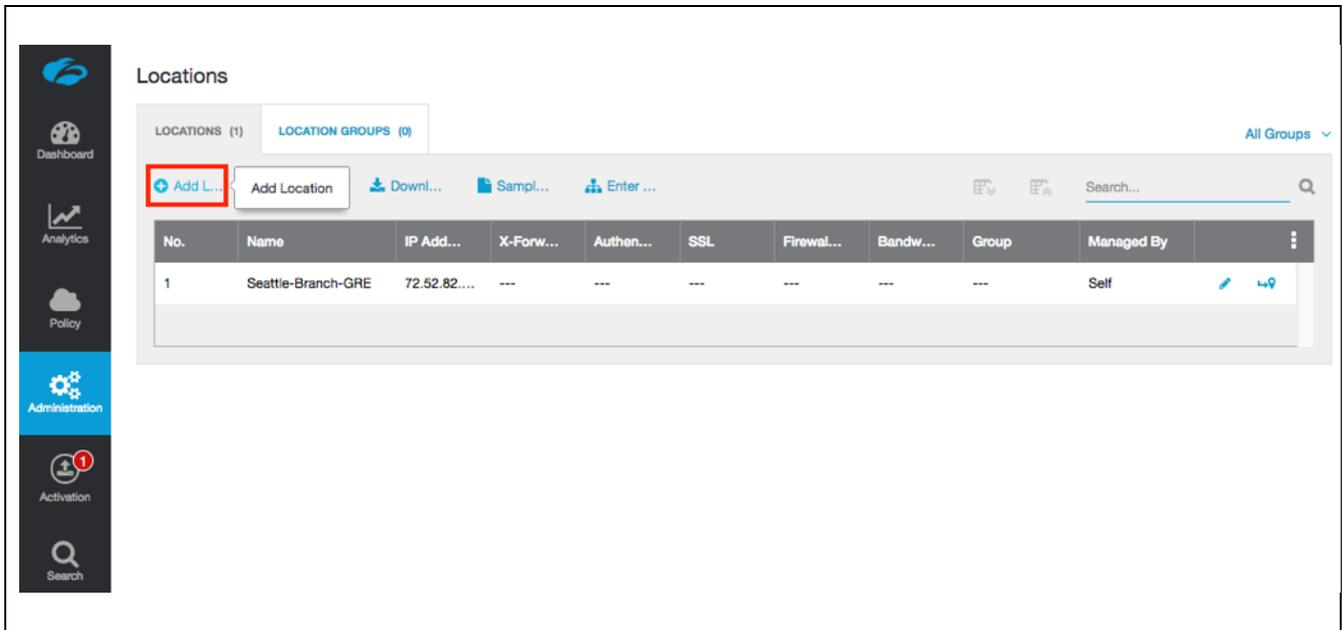 Locations
LOCATIONS (1) LOCATION GROUPS (0) All Groups
Dashboard
Add L... Add Location Downl... Sampl... Enter ... Search...
Analytics
No. Name IP Add... X-Forw... Authen... SSL Firewal... Bandw... Group Managed By
1 Seattle-Branch-GRE 72.52.82.... --- --- --- --- --- --- Self
Policy
Administration
1
Activation
Search